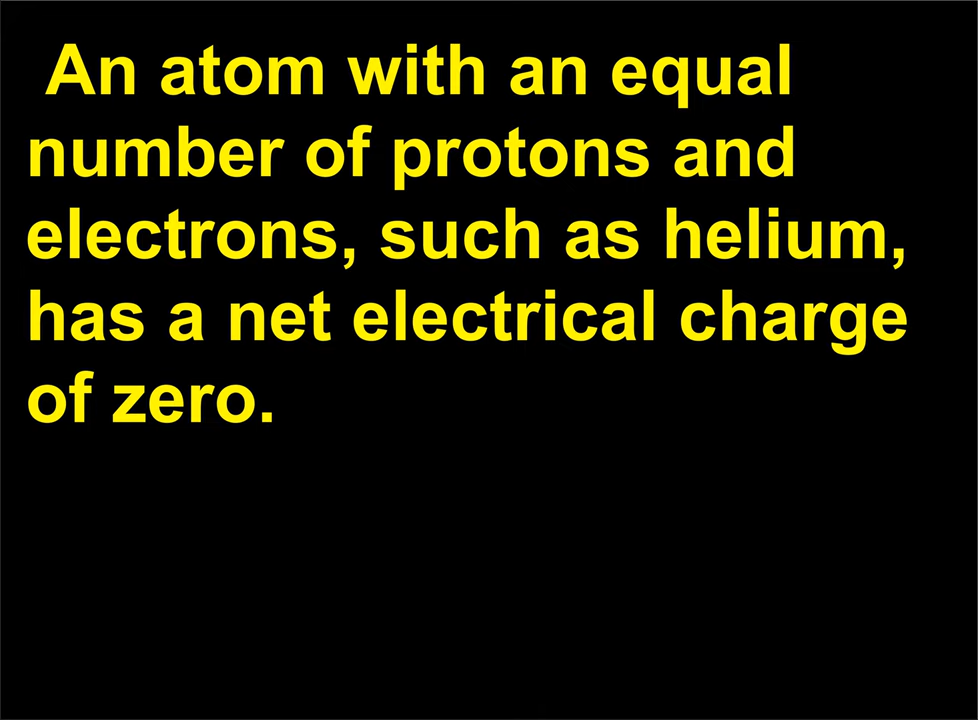 An atom with an equal
number of protons and
electrons, such as helium,
has a net electrical charge
of zero.